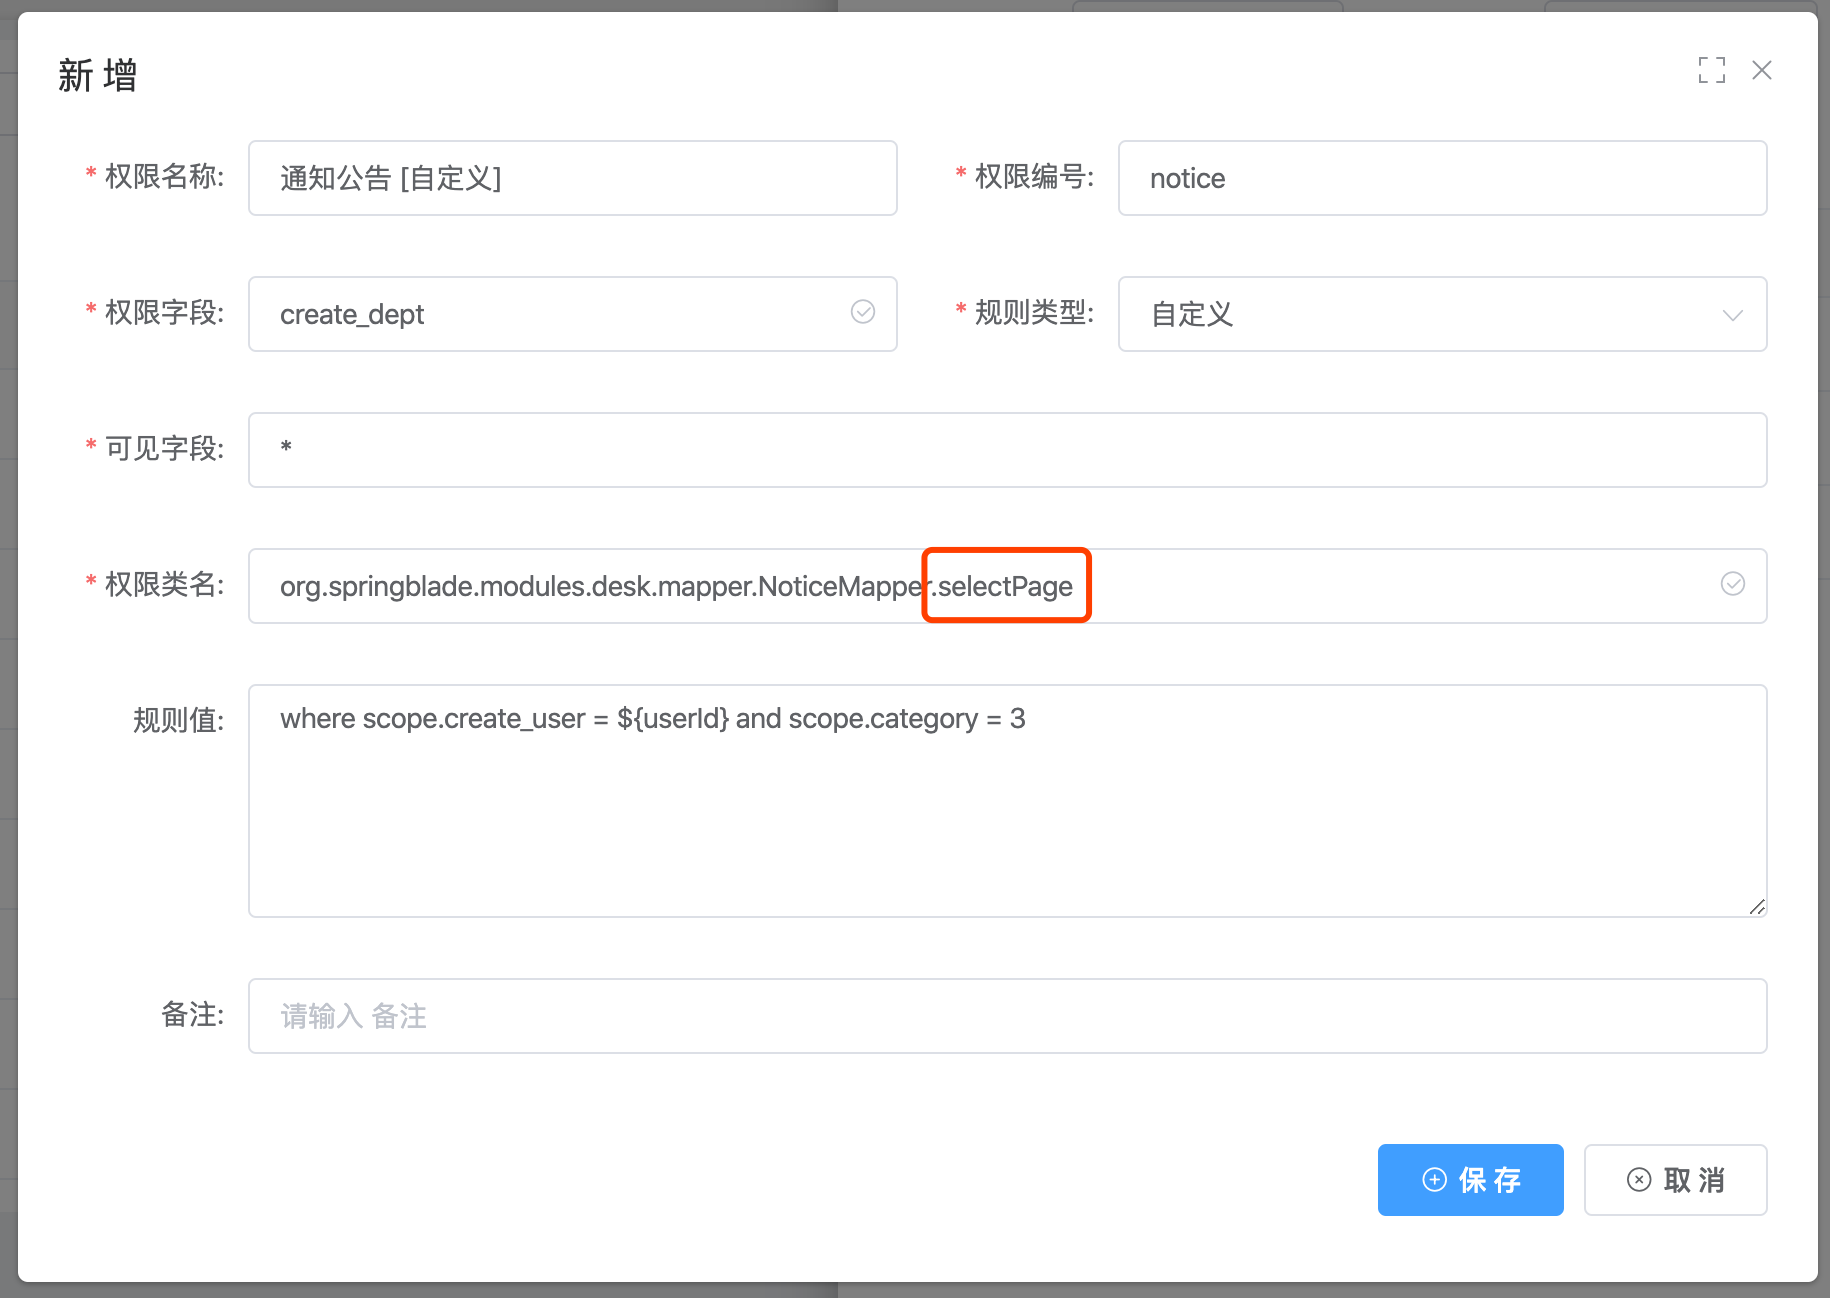 新 增
* 权限名称: 通知公告 [自定义]
* 权限编号: notice
* 权限字段: create_dept
* 规则类型: 自定义
* 可见字段: *
* 权限类名: org.springblade.modules.desk.mapper.NoticeMapper.selectPage
规则值: where scope.create_user = ${userId} and scope.category = 3
备注: 请输入 备注
保 存
取 消